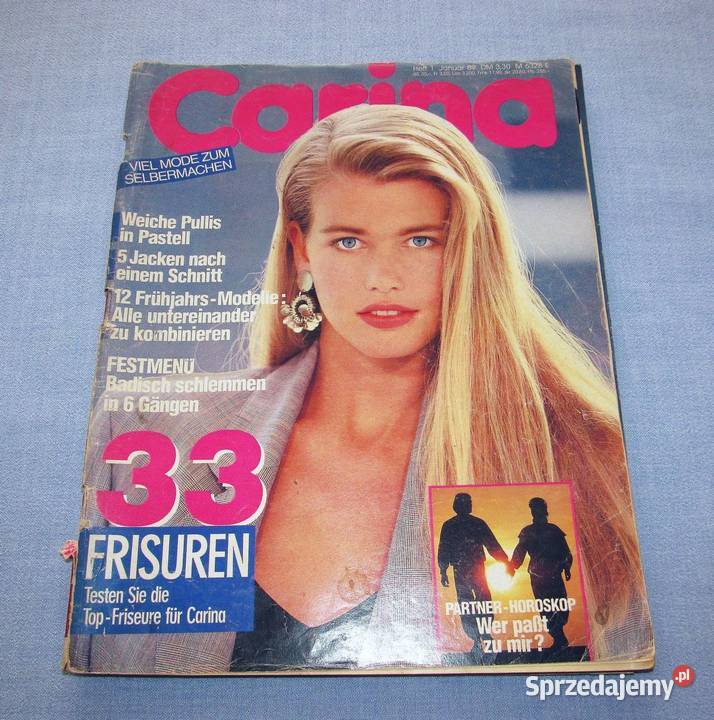 Heft 1 Januar 89 DM 3,30 M 6328 E
Carina
VIEL MODE ZUM
SELBERMACHEN
Weiche Pullis
in Pastell
5 Jacken nach
einem Schnitt
12 Frühjahrs-Modelle:
Alle untereinander
zu kombinieren
FESTMENÜ
Badisch schlemmen
in 6 Gängen
33
FRISUREN
Testen Sie die
Top-Friseure für Carina
PARTNER-HOROSKOP
Wer paßt
zu mir?
Sprzedajemy.pl